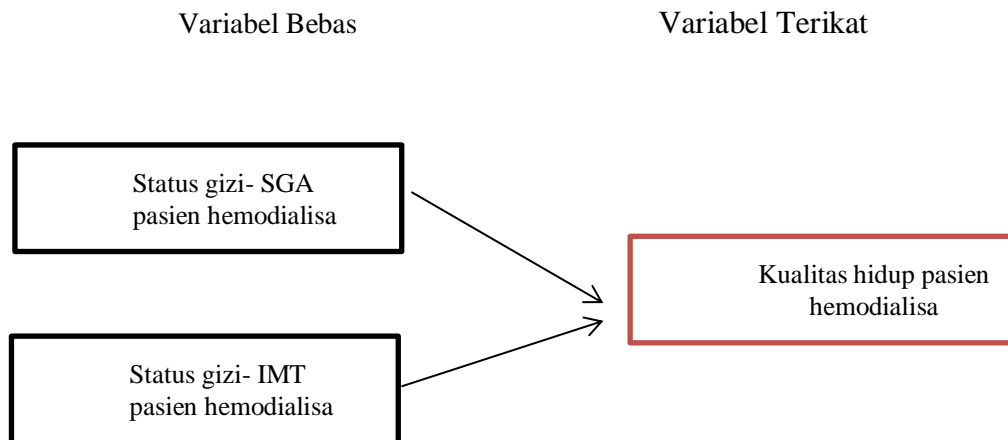 Variabel Bebas
Variabel Terikat
Status gizi- SGA
pasien hemodialisa
Kualitas hidup pasien
hemodialisa
Status gizi- IMT
pasien hemodialisa